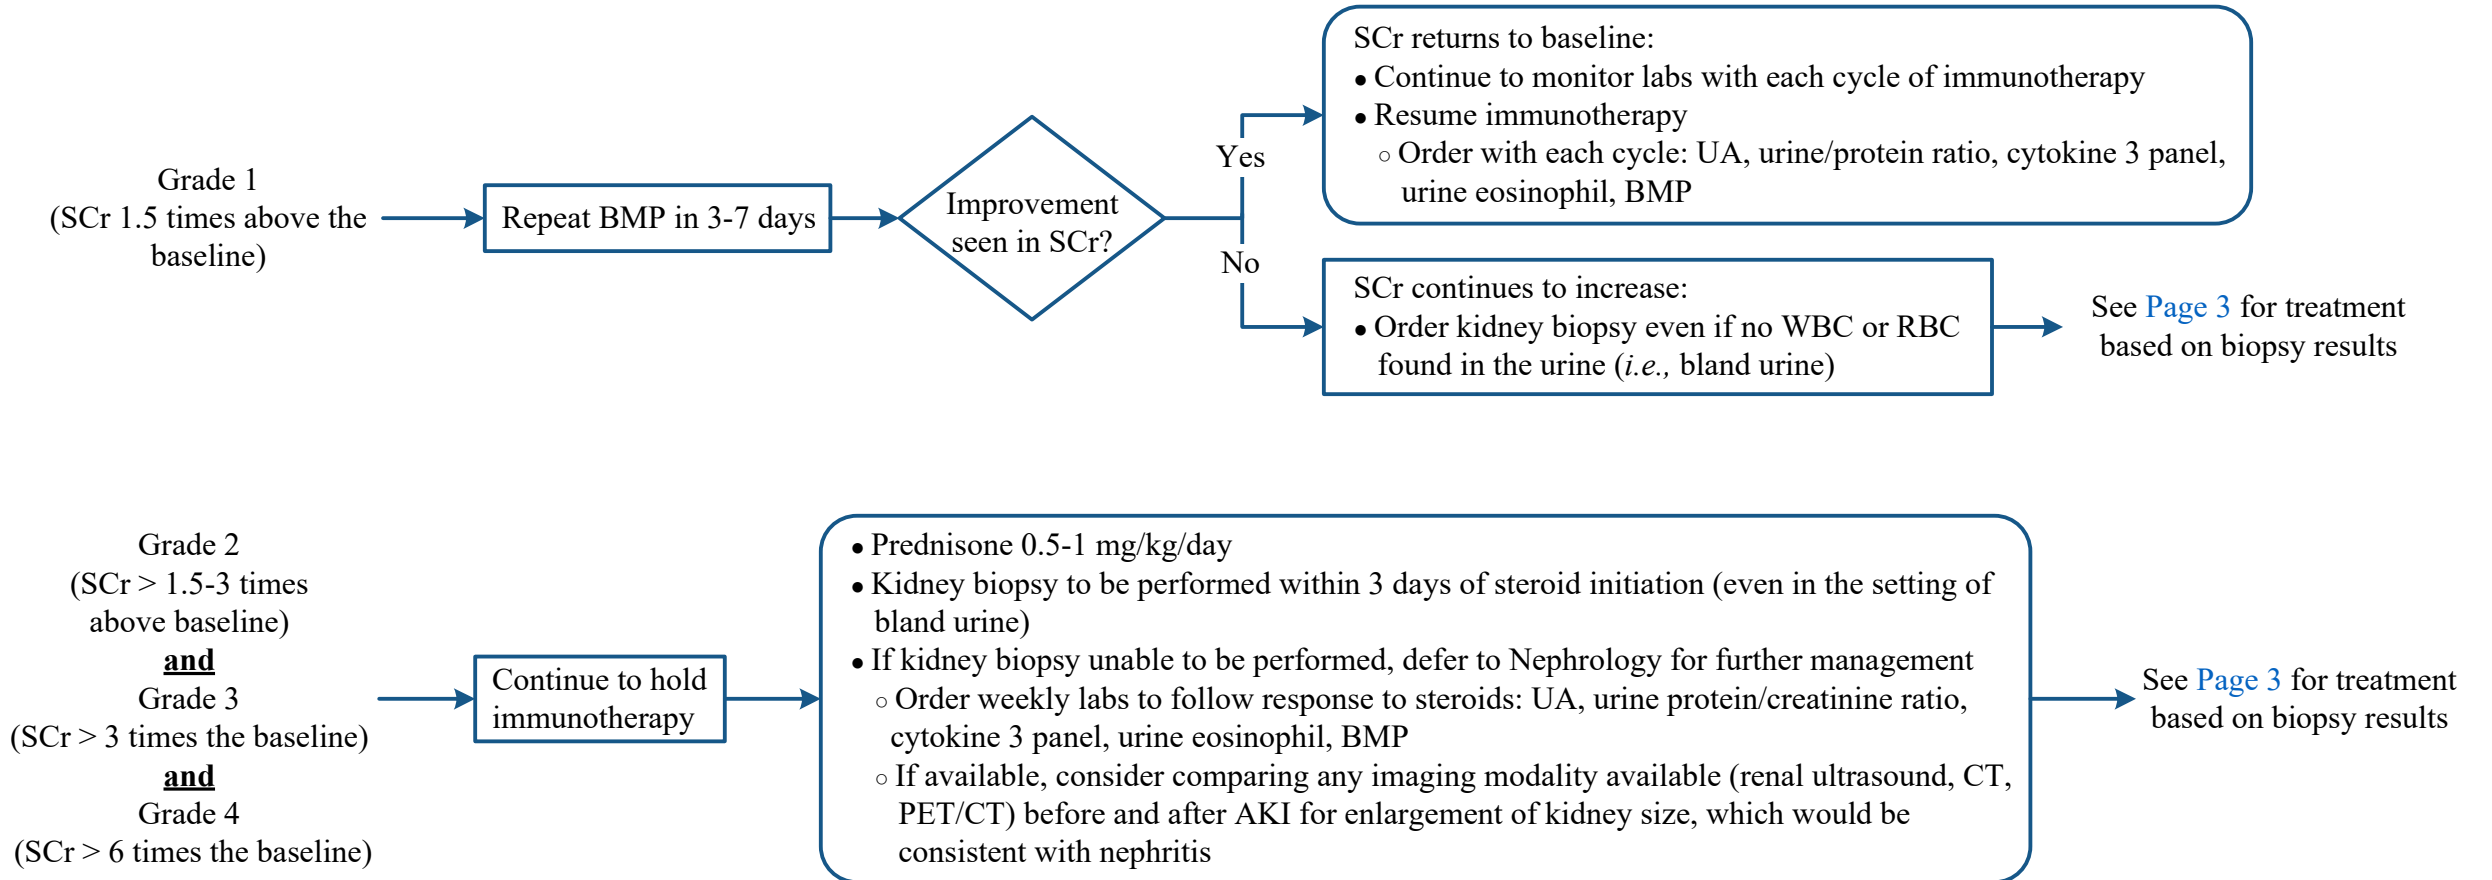 Grade 1
(SCr 1.5 times above the
baseline)
Repeat BMP in 3-7 days
Improvement
seen in SCr?
Yes
No
SCr returns to baseline:
● Continue to monitor labs with each cycle of immunotherapy
● Resume immunotherapy
○ Order with each cycle: UA, urine/protein ratio, cytokine 3 panel,
urine eosinophil, BMP
SCr continues to increase:
● Order kidney biopsy even if no WBC or RBC
found in the urine (i.e., bland urine)
See Page 3 for treatment
based on biopsy results
Grade 2
(SCr > 1.5-3 times
above baseline)
and
Grade 3
(SCr > 3 times the baseline)
and
Grade 4
(SCr > 6 times the baseline)
Continue to hold
immunotherapy
● Prednisone 0.5-1 mg/kg/day
● Kidney biopsy to be performed within 3 days of steroid initiation (even in the setting of
bland urine)
● If kidney biopsy unable to be performed, defer to Nephrology for further management
○ Order weekly labs to follow response to steroids: UA, urine protein/creatinine ratio,
cytokine 3 panel, urine eosinophil, BMP
○ If available, consider comparing any imaging modality available (renal ultrasound, CT,
PET/CT) before and after AKI for enlargement of kidney size, which would be
consistent with nephritis
See Page 3 for treatment
based on biopsy results